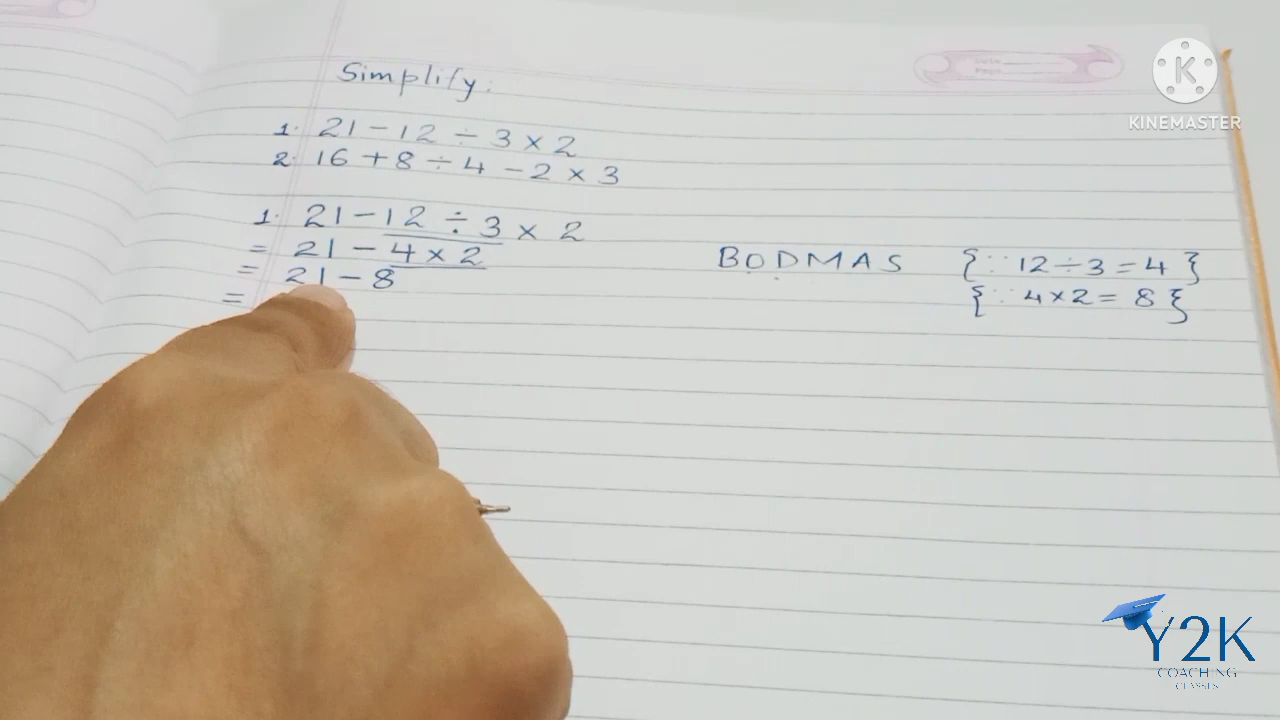 Simplify:
1. 21 - 12 ÷ 3 × 2
2. 16 + 8 ÷ 4 - 2 × 3
1. 21 - 12 ÷ 3 × 2
= 21 - 4 × 2
= 21 - 8
=
BODMAS
{∵ 12 ÷ 3 = 4}
{∵ 4 × 2 = 8}
K
KINEMASTER
Y2K
COACHING
CLASSES